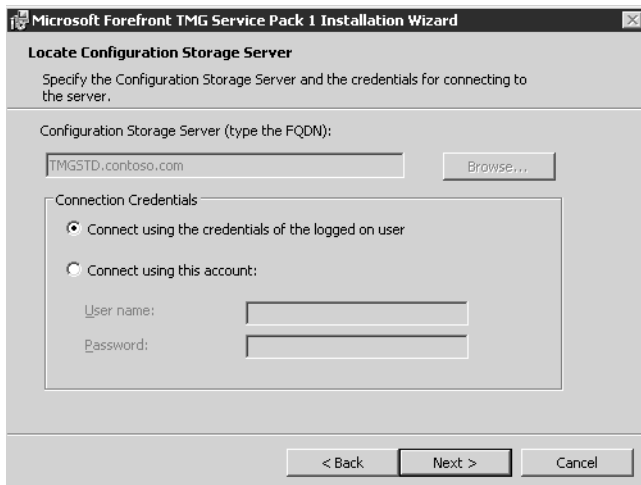 Microsoft Forefront TMG Service Pack 1 Installation Wizard
Locate Configuration Storage Server
Specify the Configuration Storage Server and the credentials for connecting to
the server.
Configuration Storage Server (type the FQDN):
TMGSTD.contoso.com
Browse...
Connection Credentials
Connect using the credentials of the logged on user
Connect using this account:
User name:
Password:
< Back
Next >
Cancel